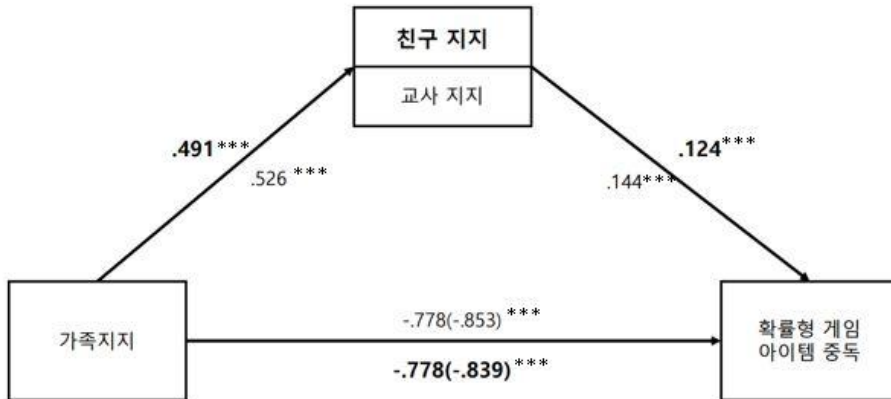 친구 지지
교사 지지
.491***
.124***
.526 ***
.144***
가족지지
-.778(-.853) ***
-.778(-.839)***
확률형 게임
아이템 중독